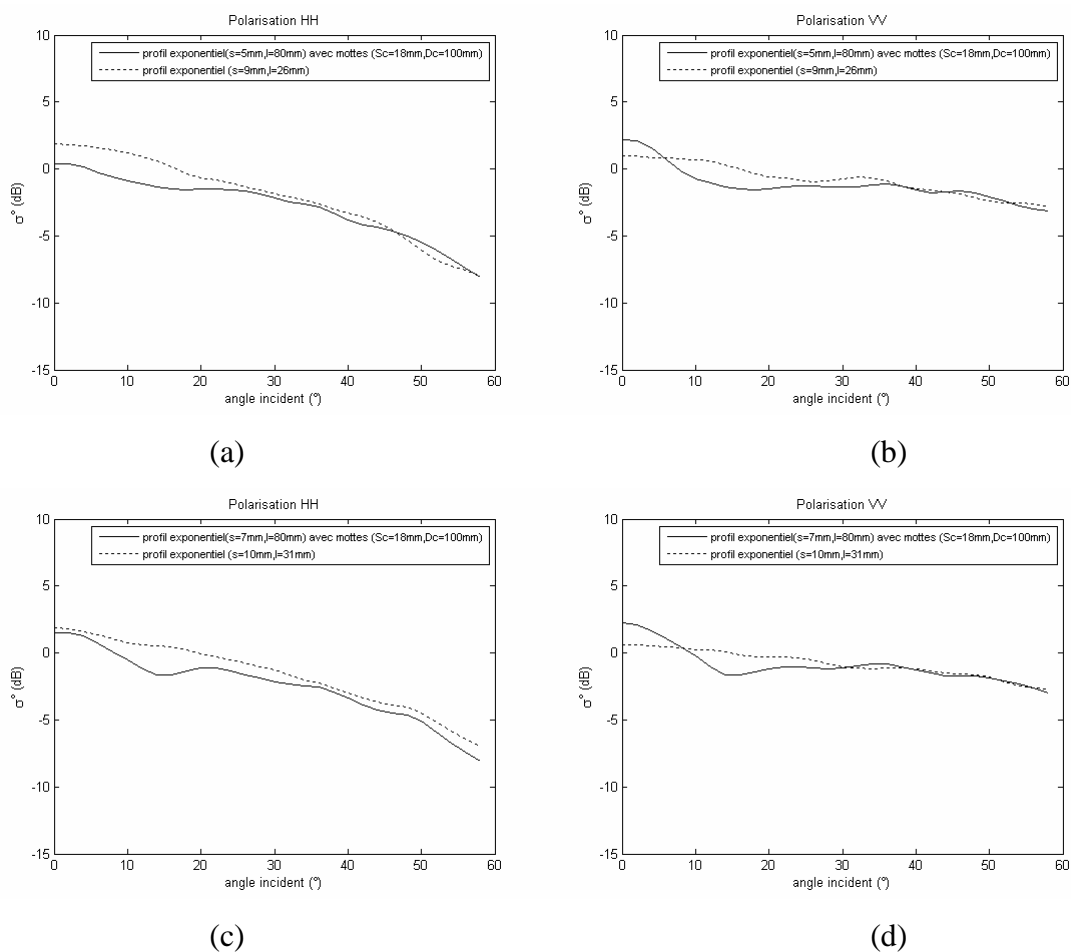 Polarisation HH
10
5
0
-5
-10
-15
0 10 20 30 40 50 60
σ° (dB)
angle incident (°)
profil exponentiel(s=5mm,l=80mm) avec mottes (Sc=18mm,Dc=100mm)
profil exponentiel (s=9mm,l=26mm)
(a)
Polarisation VV
10
5
0
-5
-10
-15
0 10 20 30 40 50 60
σ° (dB)
angle incident (°)
profil exponentiel(s=5mm,l=80mm) avec mottes (Sc=18mm,Dc=100mm)
profil exponentiel (s=9mm,l=26mm)
(b)
Polarisation HH
10
5
0
-5
-10
-15
0 10 20 30 40 50 60
σ° (dB)
angle incident (°)
profil exponentiel(s=7mm,l=80mm) avec mottes (Sc=18mm,Dc=100mm)
profil exponentiel (s=10mm,l=31mm)
(c)
Polarisation VV
10
5
0
-5
-10
-15
0 10 20 30 40 50 60
σ° (dB)
angle incident (°)
profil exponentiel(s=7mm,l=80mm) avec mottes (Sc=18mm,Dc=100mm)
profil exponentiel (s=10mm,l=31mm)
(d)